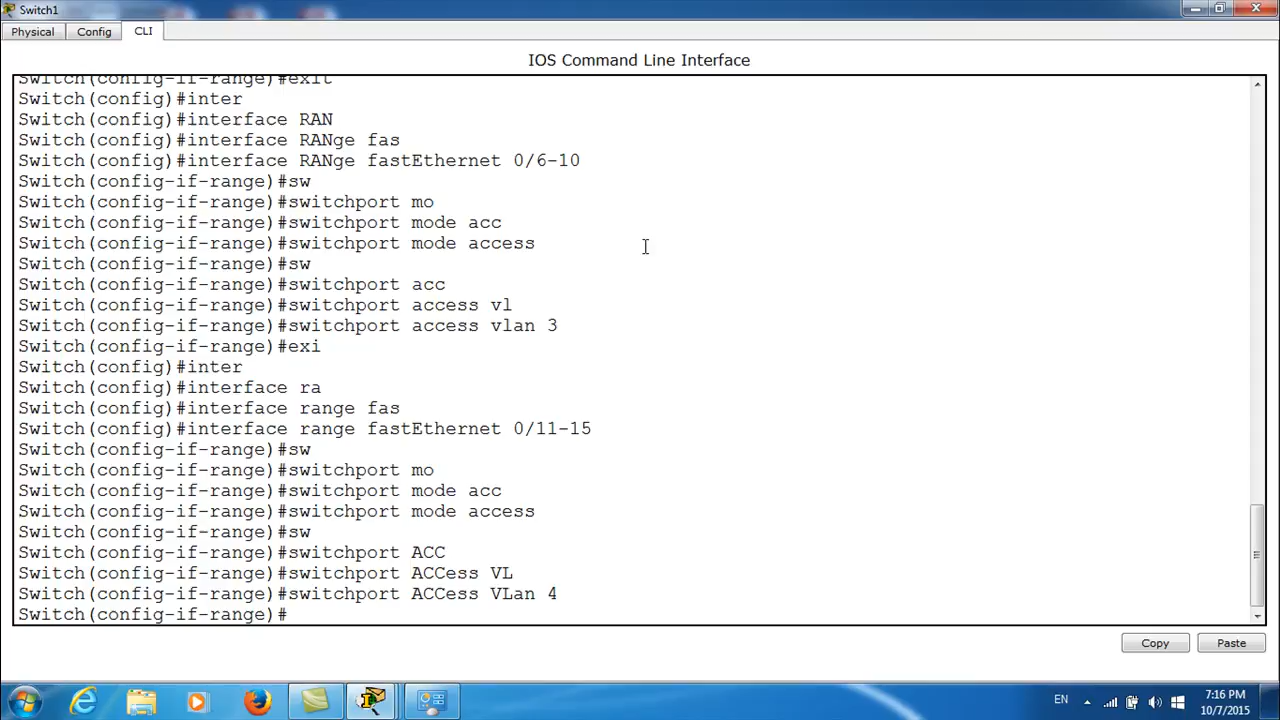 Switch1
Physical
Config
CLI
IOS Command Line Interface
Switch(config-if-range)#exit
Switch(config)#inter
Switch(config)#interface RAN
Switch(config)#interface RANge fas
Switch(config)#interface RANge fastEthernet 0/6-10
Switch(config-if-range)#sw
Switch(config-if-range)#switchport mo
Switch(config-if-range)#switchport mode acc
Switch(config-if-range)#switchport mode access
Switch(config-if-range)#sw
Switch(config-if-range)#switchport acc
Switch(config-if-range)#switchport access vl
Switch(config-if-range)#switchport access vlan 3
Switch(config-if-range)#exi
Switch(config)#inter
Switch(config)#interface ra
Switch(config)#interface range fas
Switch(config)#interface range fastEthernet 0/11-15
Switch(config-if-range)#sw
Switch(config-if-range)#switchport mo
Switch(config-if-range)#switchport mode acc
Switch(config-if-range)#switchport mode access
Switch(config-if-range)#sw
Switch(config-if-range)#switchport ACC
Switch(config-if-range)#switchport ACCess VL
Switch(config-if-range)#switchport ACCess VLan 4
Switch(config-if-range)#
Copy
Paste
EN
7:16 PM
10/7/2015